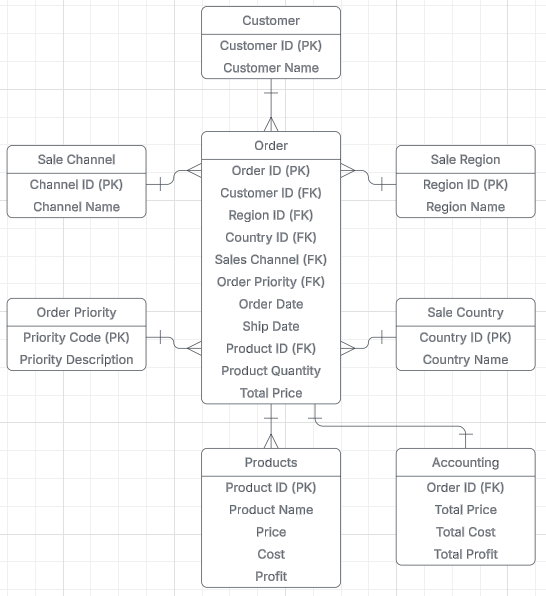 Customer
Customer ID (PK)
Customer Name
Order
Order ID (PK)
Customer ID (FK)
Region ID (FK)
Country ID (FK)
Sales Channel (FK)
Order Priority (FK)
Order Date
Ship Date
Product ID (FK)
Product Quantity
Total Price
Sale Channel
Channel ID (PK)
Channel Name
Sale Region
Region ID (PK)
Region Name
Order Priority
Priority Code (PK)
Priority Description
Sale Country
Country ID (PK)
Country Name
Products
Product ID (PK)
Product Name
Price
Cost
Profit
Accounting
Order ID (FK)
Total Price
Total Cost
Total Profit